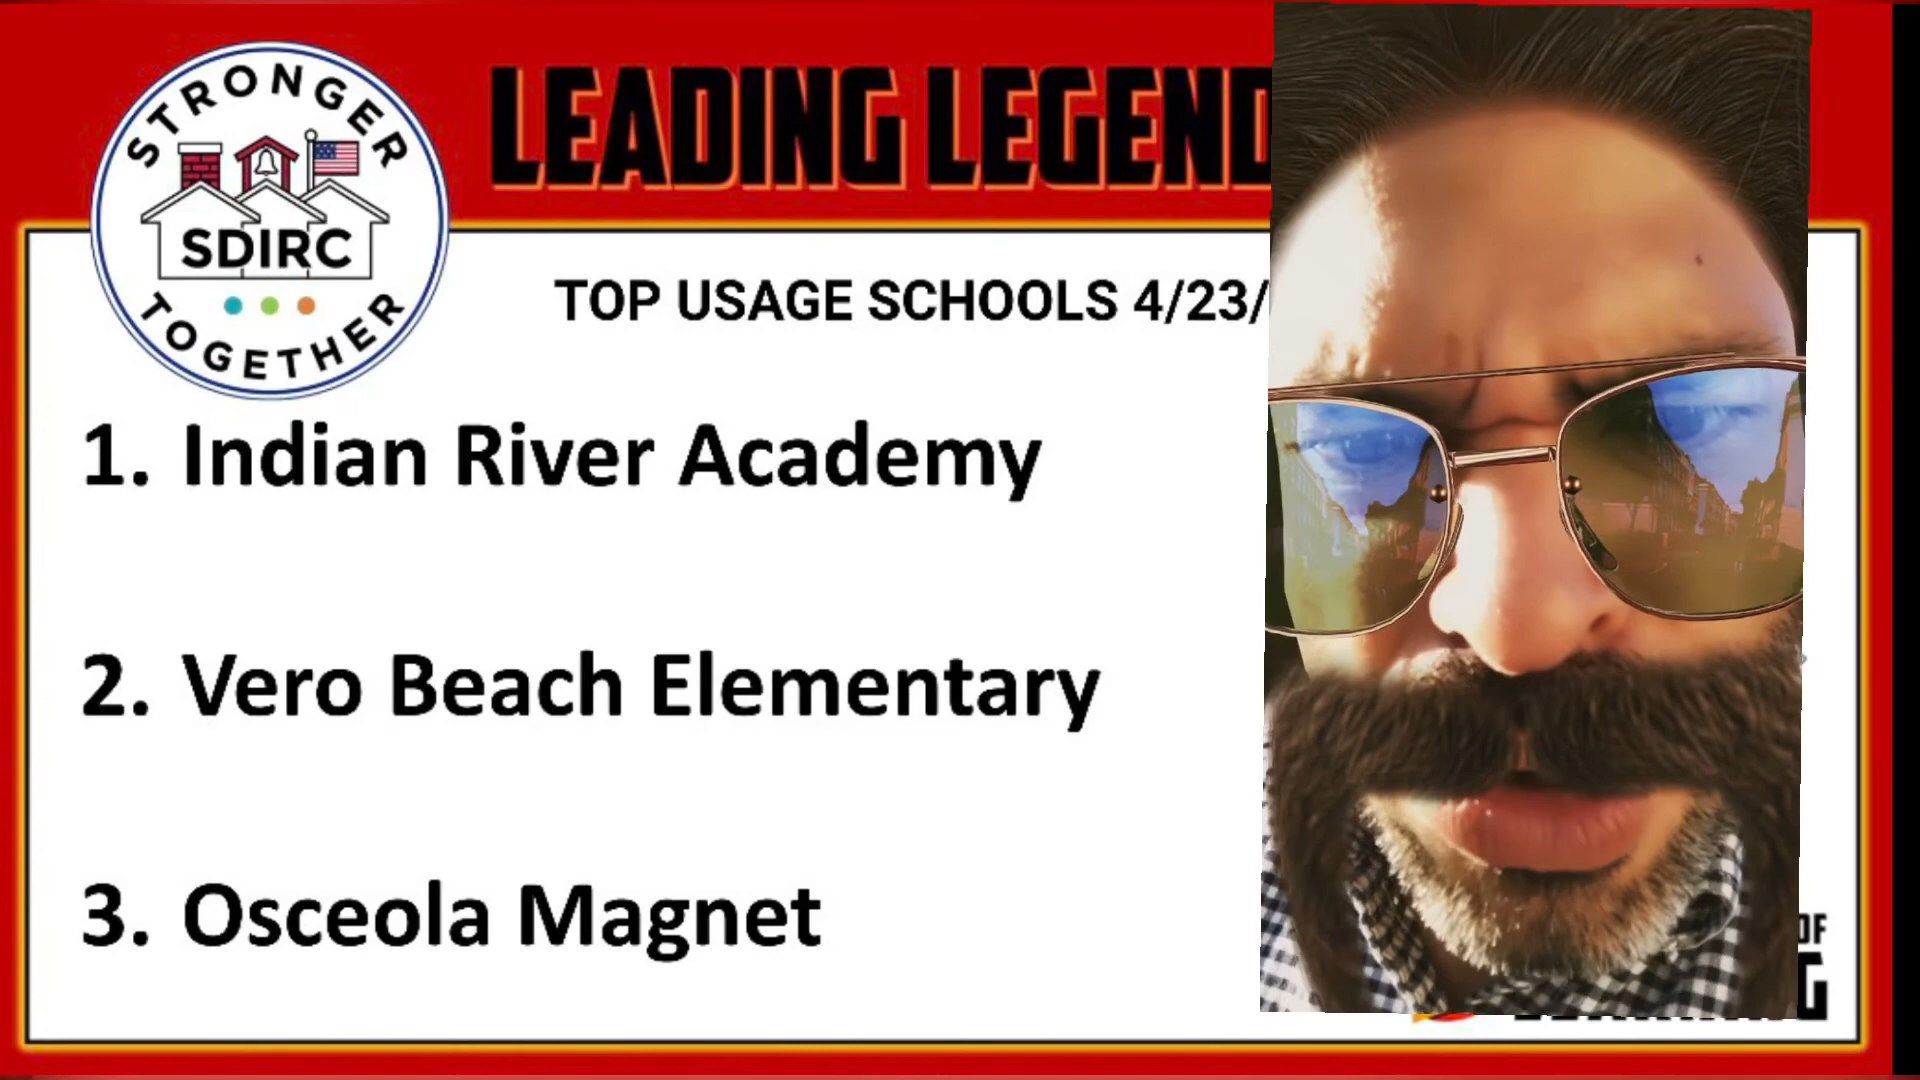 STRONGER
SDIRC
TOGETHER
LEADING LEGEND
TOP USAGE SCHOOLS 4/23/
1. Indian River Academy
2. Vero Beach Elementary
3. Osceola Magnet
OF
G